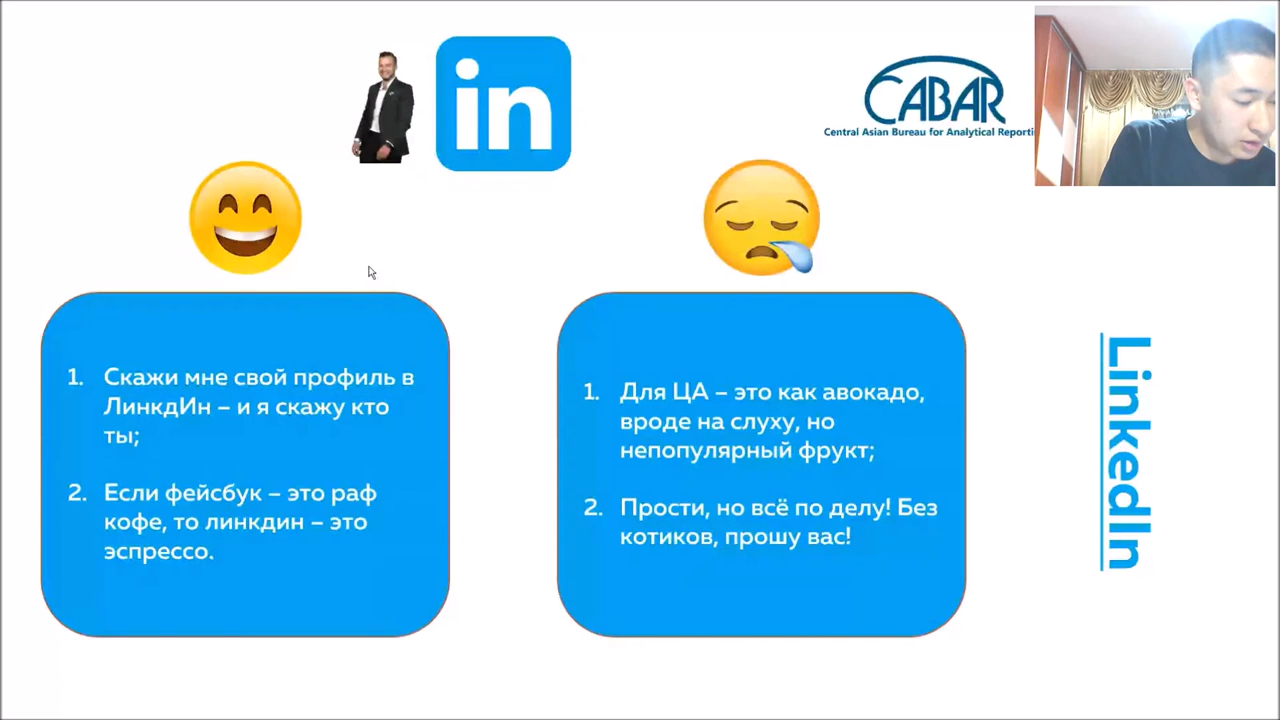 in
CABAR
Central Asian Bureau for Analytical Reporti
1. Скажи мне свой профиль в
ЛинкдИн – и я скажу кто
ты;
2. Если фейсбук – это раф
кофе, то линкдин – это
эспрессо.
1. Для ЦА – это как авокадо,
вроде на слуху, но
непопулярный фрукт;
2. Прости, но всё по делу! Без
котиков, прошу вас!
LinkedIn